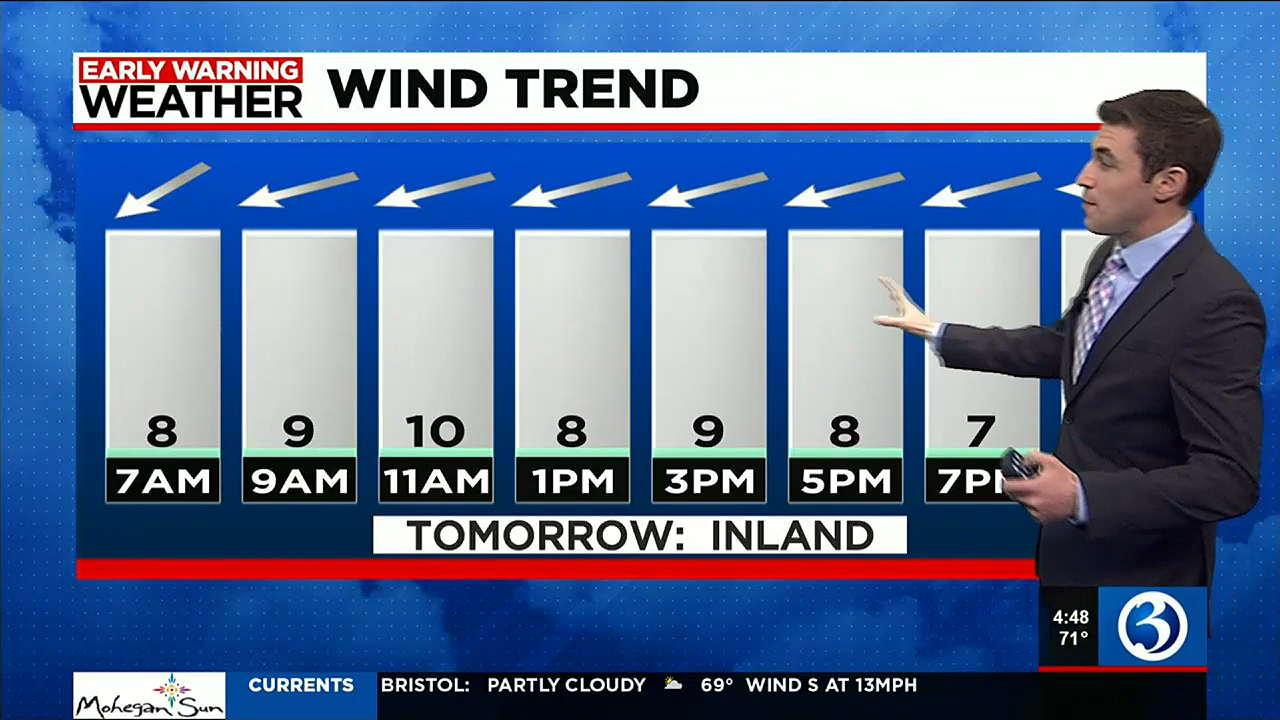 EARLY WARNING
WEATHER
WIND TREND
8 9 10 8 9 8 7
7AM 9AM 11AM 1PM 3PM 5PM
TOMORROW: INLAND
4:48
71°
3
Mohegan Sun
CURRENTS
BRISTOL: PARTLY CLOUDY 69° WIND S AT 13MPH